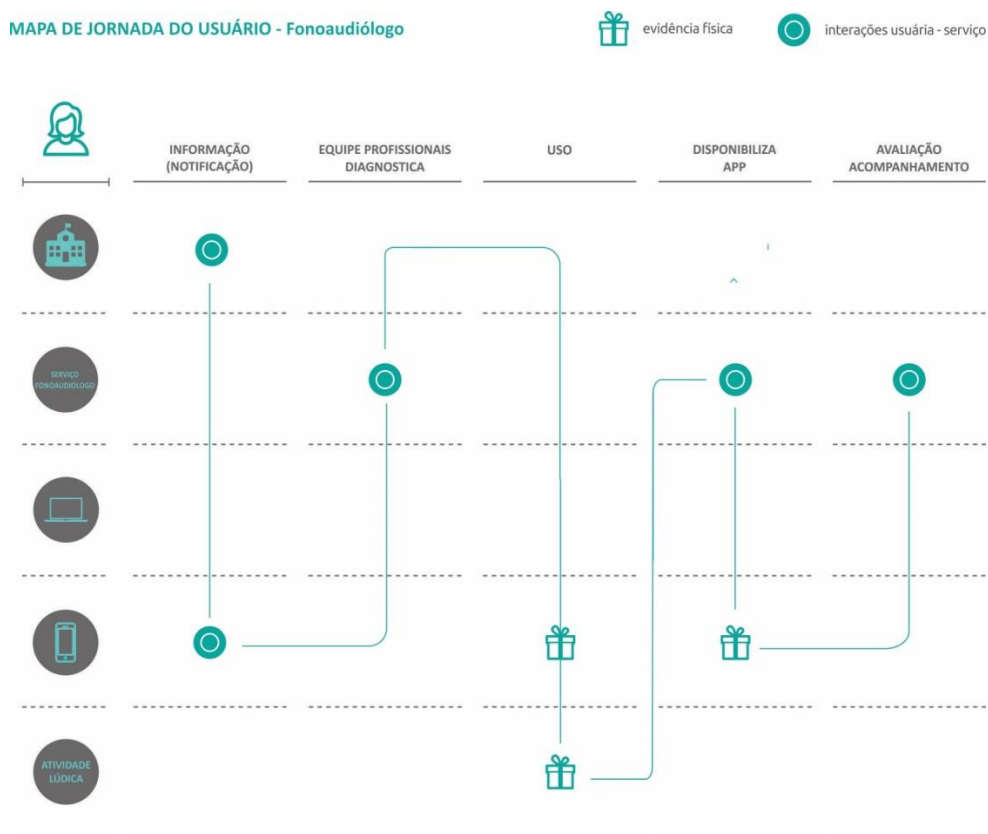 MAPA DE JORNADA DO USUÁRIO - Fonoaudiólogo
evidência física
interações usuária - serviço
INFORMAÇÃO
(NOTIFICAÇÃO)
EQUIPE PROFISSIONAIS
DIAGNOSTICA
USO
DISPONIBILIZA
APP
AVALIAÇÃO
ACOMPANHAMENTO
SERVIÇO
FONOAUDIÓLOGO
ATIVIDADE
LÚDICA